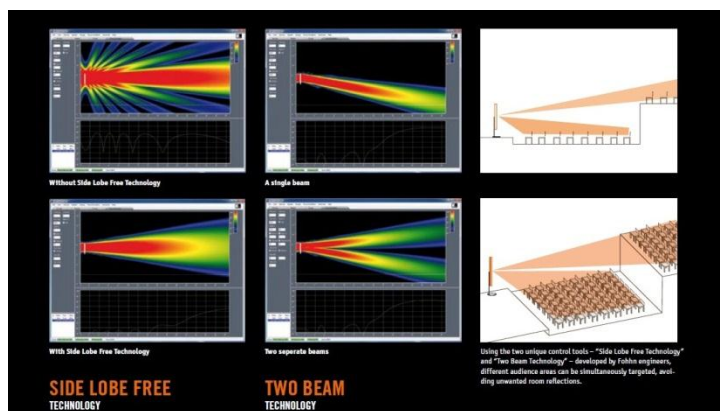 Without Side Lobe Free Technology
A single beam
With Side Lobe Free Technology
Two seperate beams
Using the two unique control tools – "Side Lobe Free Technology"
and "Two Beam Technology" – developed by Fohhn engineers,
different audience areas can be simultaneously targeted, avoi-
ding unwanted room reflections.
SIDE LOBE FREE
TECHNOLOGY
TWO BEAM
TECHNOLOGY